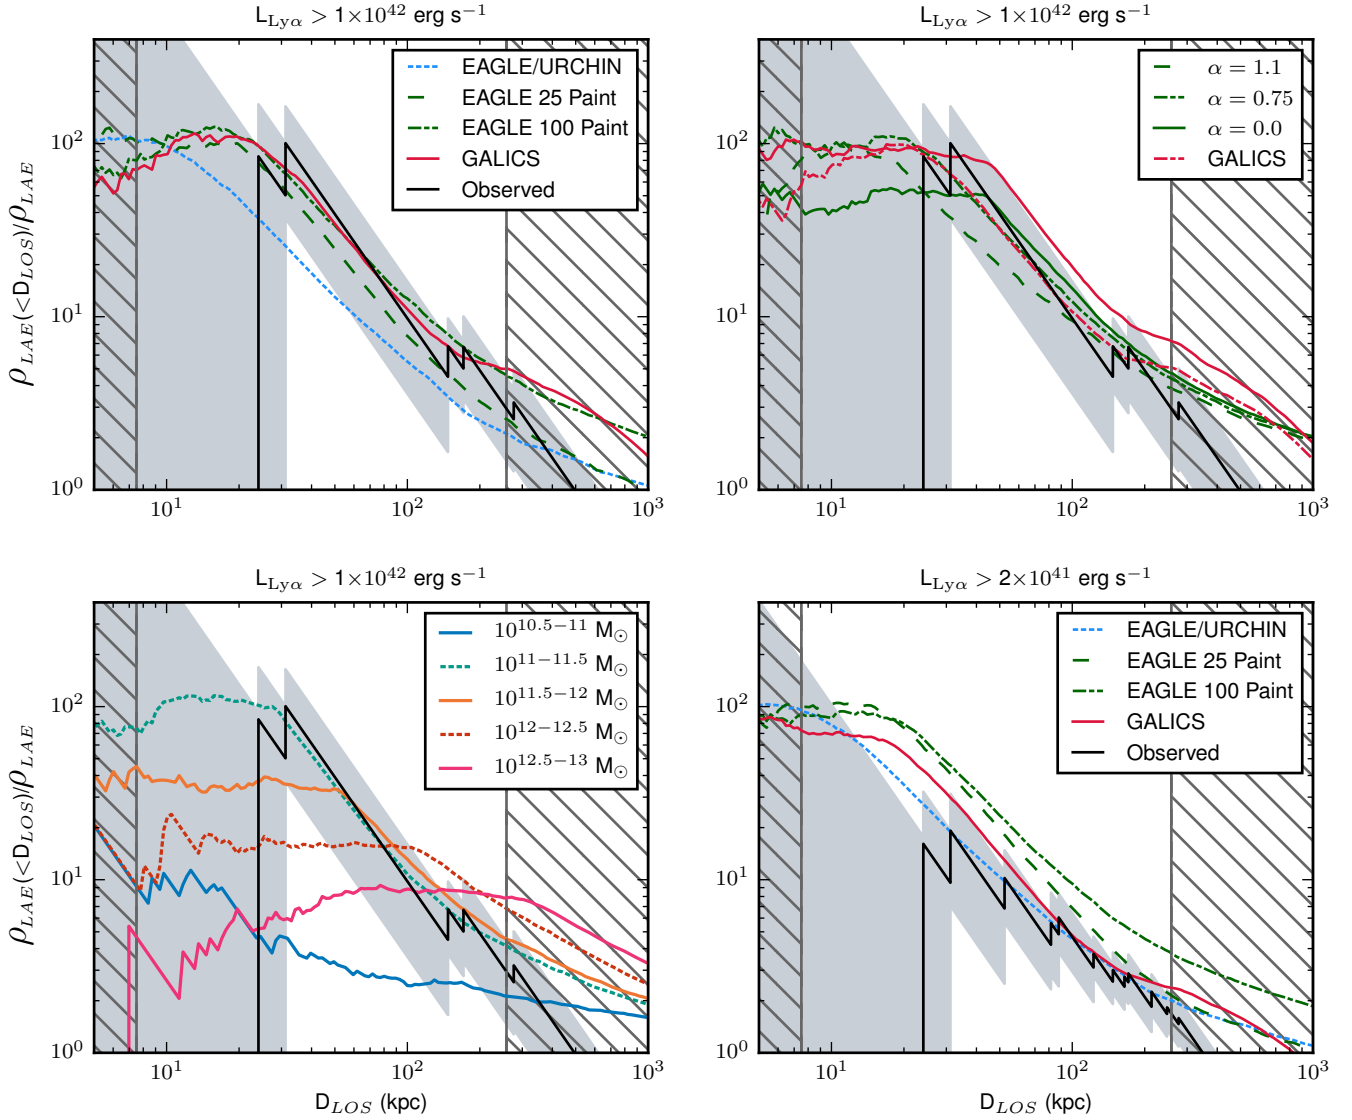 L_Lyα > 1×10^42 erg s^−1
ρ_LAE(<D_LOS)/ρ_LAE
10^2
10^1
10^0
10^1
10^2
10^3
EAGLE/URCHIN
EAGLE 25 Paint
EAGLE 100 Paint
GALICS
Observed
L_Lyα > 1×10^42 erg s^−1
10^2
10^1
10^0
10^1
10^2
10^3
α = 1.1
α = 0.75
α = 0.0
GALICS
L_Lyα > 1×10^42 erg s^−1
ρ_LAE(<D_LOS)/ρ_LAE
10^2
10^1
10^0
10^1
10^2
10^3
D_LOS (kpc)
10^10.5−11 M_⊙
10^11−11.5 M_⊙
10^11.5−12 M_⊙
10^12−12.5 M_⊙
10^12.5−13 M_⊙
L_Lyα > 2×10^41 erg s^−1
10^2
10^1
10^0
10^1
10^2
10^3
D_LOS (kpc)
EAGLE/URCHIN
EAGLE 25 Paint
EAGLE 100 Paint
GALICS
Observed